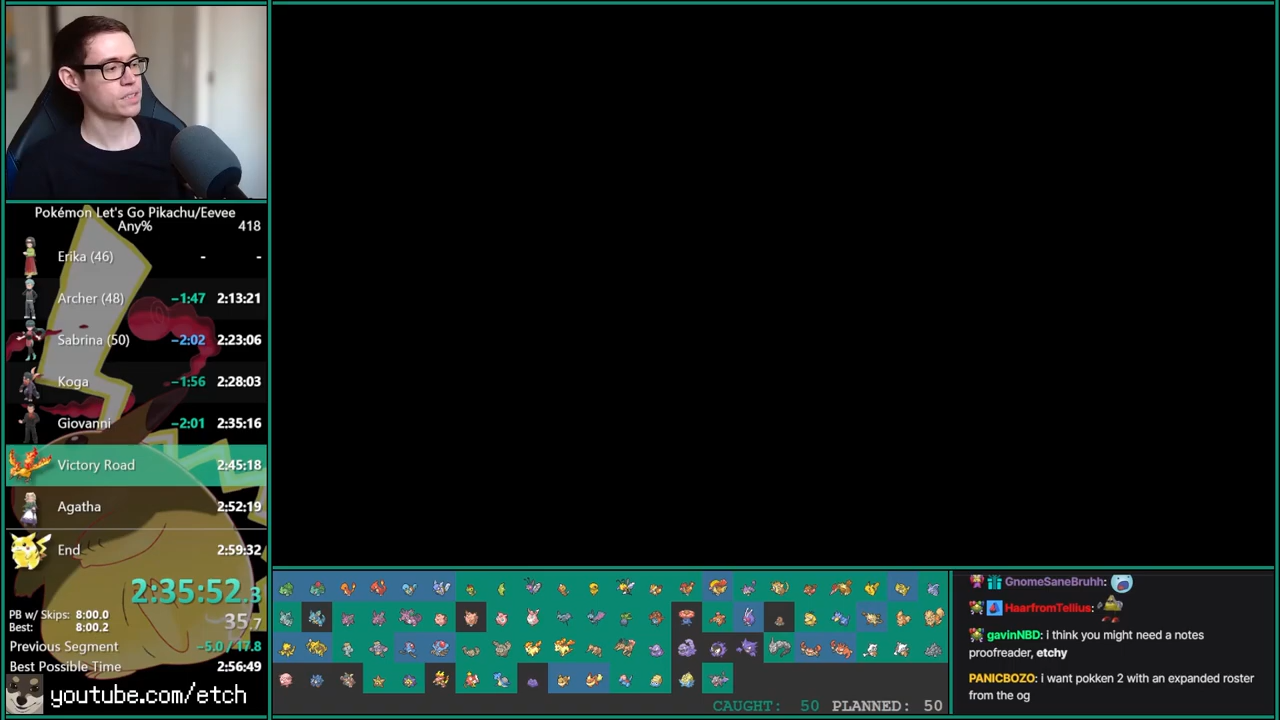 Pokémon Let's Go Pikachu/Eevee
Any% 418
Erika (46) - -
Archer (48) −1:47 2:13:21
Sabrina (50) −2:02 2:23:06
Koga −1:56 2:28:03
Giovanni −2:01 2:35:16
Victory Road 2:45:18
Agatha 2:52:19
End 2:59:32
2:35:52.3
PB w/ Skips: 8:00.0
Best: 8:00.2
35.7
Previous Segment −5.0 / 47.8
Best Possible Time 2:56:49
youtube.com/etch
CAUGHT: 50 PLANNED: 50
GnomeSaneBruhh:
HaarfromTellius:
gavinNBD: i think you might need a notes
proofreader, etchy
PANICBOZO: i want pokken 2 with an expanded roster
from the og